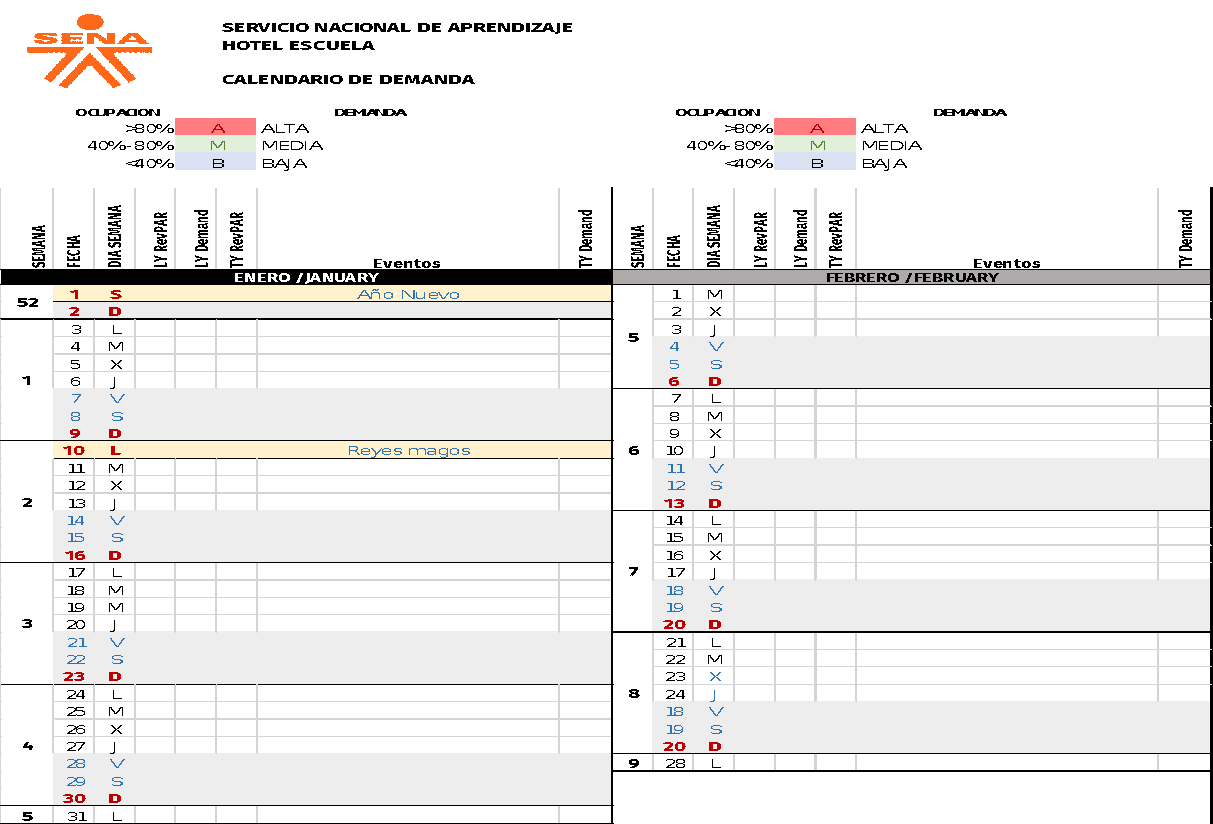 SENA
SERVICIO NACIONAL DE APRENDIZAJE
HOTEL ESCUELA
CALENDARIO DE DEMANDA
OCUPACION DEMANDA
>80% A ALTA
40%-80% M MEDIA
<40% B BAJA
OCUPACION DEMANDA
>80% A ALTA
40%-80% M MEDIA
<40% B BAJA
SEMANA FECHA DIA SEMANA LY RevPAR LY Demand TY RevPAR Eventos TY Demand
ENERO /JANUARY
52
1 S Año Nuevo
2 D
1
3 L
4 M
5 X
6 J
7 V
8 S
9 D
2
10 L Reyes magos
11 M
12 X
13 J
14 V
15 S
16 D
3
17 L
18 M
19 M
20 J
21 V
22 S
23 D
4
24 L
25 M
26 X
27 J
28 V
29 S
30 D
5
31 L
SEMANA FECHA DIA SEMANA LY RevPAR LY Demand TY RevPAR Eventos TY Demand
FEBRERO /FEBRUARY
5
1 M
2 X
3 J
4 V
5 S
6 D
6
7 L
8 M
9 X
10 J
11 V
12 S
13 D
7
14 L
15 M
16 X
17 J
18 V
19 S
20 D
8
21 L
22 M
23 X
24 J
18 V
19 S
20 D
9
28 L